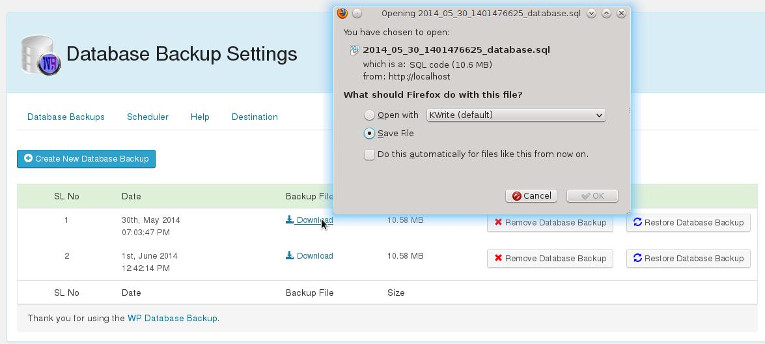 Opening 2014_05_30_1401476625_database.sql
You have chosen to open:
2014_05_30_1401476625_database.sql
which is a: SQL code (10.6 MB)
from: http://localhost
What should Firefox do with this file?
Open with KWrite (default)
Save File
Do this automatically for files like this from now on.
Cancel OK
Database Backup Settings
Database Backups Scheduler Help Destination
Create New Database Backup
SL No Date Backup File
1 30th, May 2014 Download 10.58 MB Remove Database Backup Restore Database Backup
07:03:47 PM
2 1st, June 2014 Download 10.58 MB Remove Database Backup Restore Database Backup
12:42:14 PM
SL No Date Backup File Size
Thank you for using the WP Database Backup.